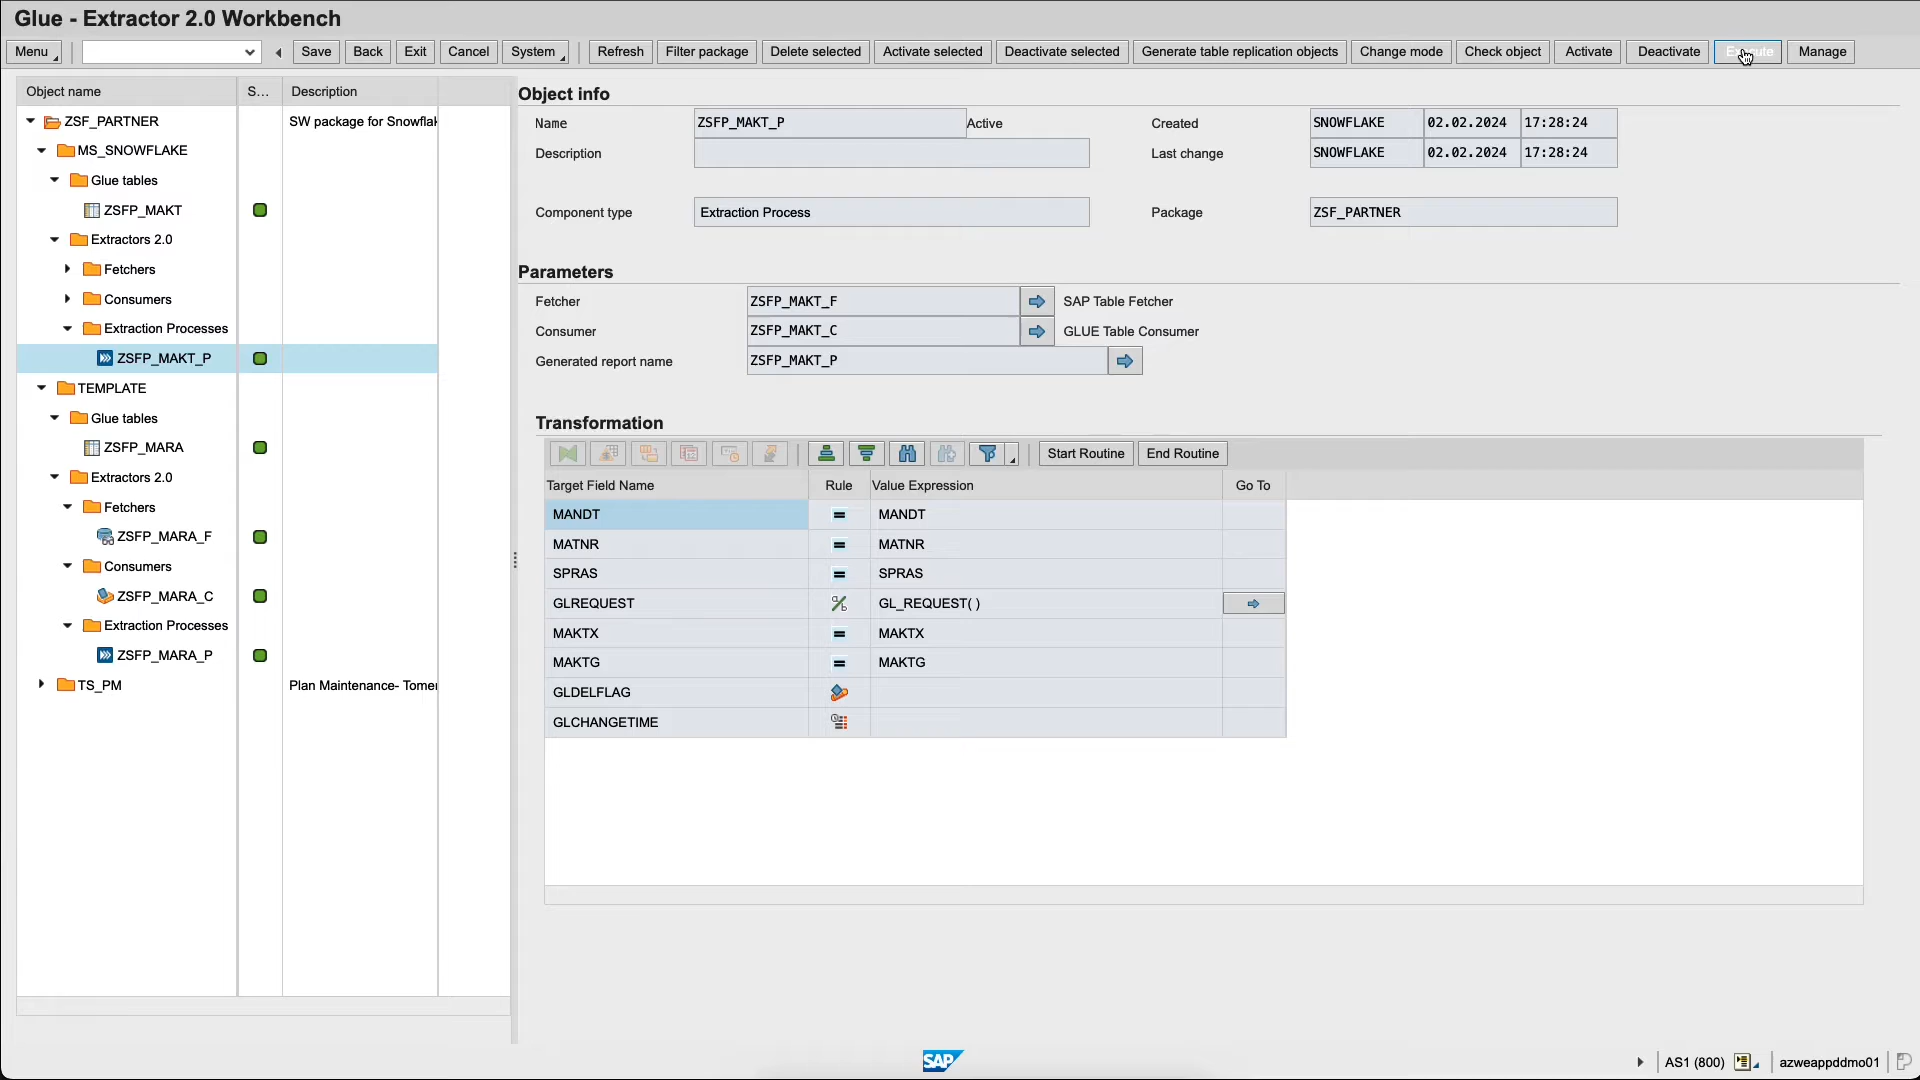 Glue - Extractor 2.0 Workbench
Menu Save Back Exit Cancel System Refresh Filter package Delete selected Activate selected Deactivate selected Generate table replication objects Change mode Check object Activate Deactivate Execute Manage
Object name S... Description
ZSF_PARTNER SW package for Snowflak
MS_SNOWFLAKE
Glue tables
ZSFP_MAKT
Extractors 2.0
Fetchers
Consumers
Extraction Processes
ZSFP_MAKT_P
TEMPLATE
Glue tables
ZSFP_MARA
Extractors 2.0
Fetchers
ZSFP_MARA_F
Consumers
ZSFP_MARA_C
Extraction Processes
ZSFP_MARA_P
TS_PM Plan Maintenance- Tomer
Object info
Name ZSFP_MAKT_P Active Created SNOWFLAKE 02.02.2024 17:28:24
Description Last change SNOWFLAKE 02.02.2024 17:28:24
Component type Extraction Process Package ZSF_PARTNER
Parameters
Fetcher ZSFP_MAKT_F SAP Table Fetcher
Consumer ZSFP_MAKT_C GLUE Table Consumer
Generated report name ZSFP_MAKT_P
Transformation
Start Routine End Routine
Target Field Name Rule Value Expression Go To
MANDT MANDT
MATNR MATNR
SPRAS SPRAS
GLREQUEST GL_REQUEST( )
MAKTX MAKTX
MAKTG MAKTG
GLDELFLAG
GLCHANGETIME
SAP AS1 (800) azweappddmo01